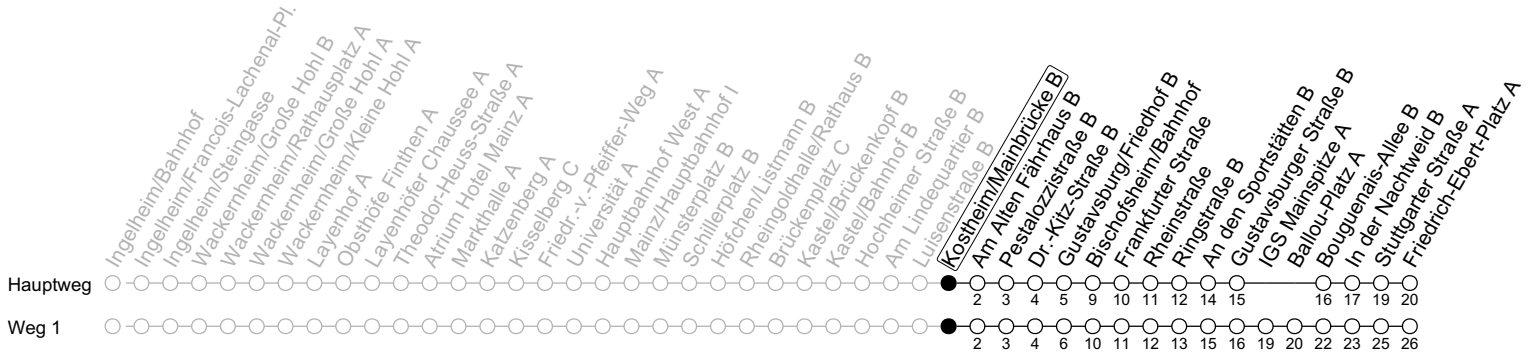 Ingelheim/Bahnhof
Ingelheim/Francois-Lachenal-Pl.
Ingelheim/Steingasse
Wackernheim/Große Hohl B
Wackernheim/Rathausplatz A
Wackernheim/Große Hohl A
Wackernheim/Kleine Hohl A
Layenhof A
Obsthöfe Finthen A
Layenhöfer Chaussee A
Theodor-Heuss-Straße A
Atrium Hotel Mainz A
Markthalle A
Katzenberg A
Kisselberg C
Friedr.-v.-Pfeiffer-Weg A
Universität A
Hauptbahnhof West A
Mainz/Hauptbahnhof I
Münsterplatz B
Schillerplatz B
Höfchen/Listmann B
Rheingoldhalle/Rathaus B
Brückenplatz C
Kastel/Brückenkopf B
Kastel/Bahnhof B
Hochheimer Straße B
Am Lindequartier B
Luisenstraße B
Kostheim/Mainbrücke B
Am Alten Fährhaus B
Pestalozzistraße B
Dr.-Kitz-Straße B
Gustavsburg/Friedhof B
Bischofsheim/Bahnhof
Frankfurter Straße
Rheinstraße
Ringstraße B
An den Sportstätten B
Gustavsburger Straße B
IGS Mainspitze A
Ballou-Platz A
Bouguenais-Allee B
In der Nachtweid B
Stuttgarter Straße A
Friedrich-Ebert-Platz A
Hauptweg
2 3 4 5 9 10 11 12 14 15 16 17 19 20
Weg 1
2 3 4 6 10 11 12 13 15 16 19 20 22 23 25 26